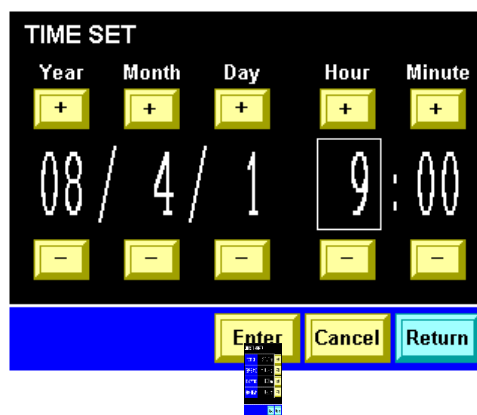 TIME SET
Year Month Day Hour Minute
+ + + + +
08/ 4/ 1 9:00
− − − − −
Enter Cancel Return